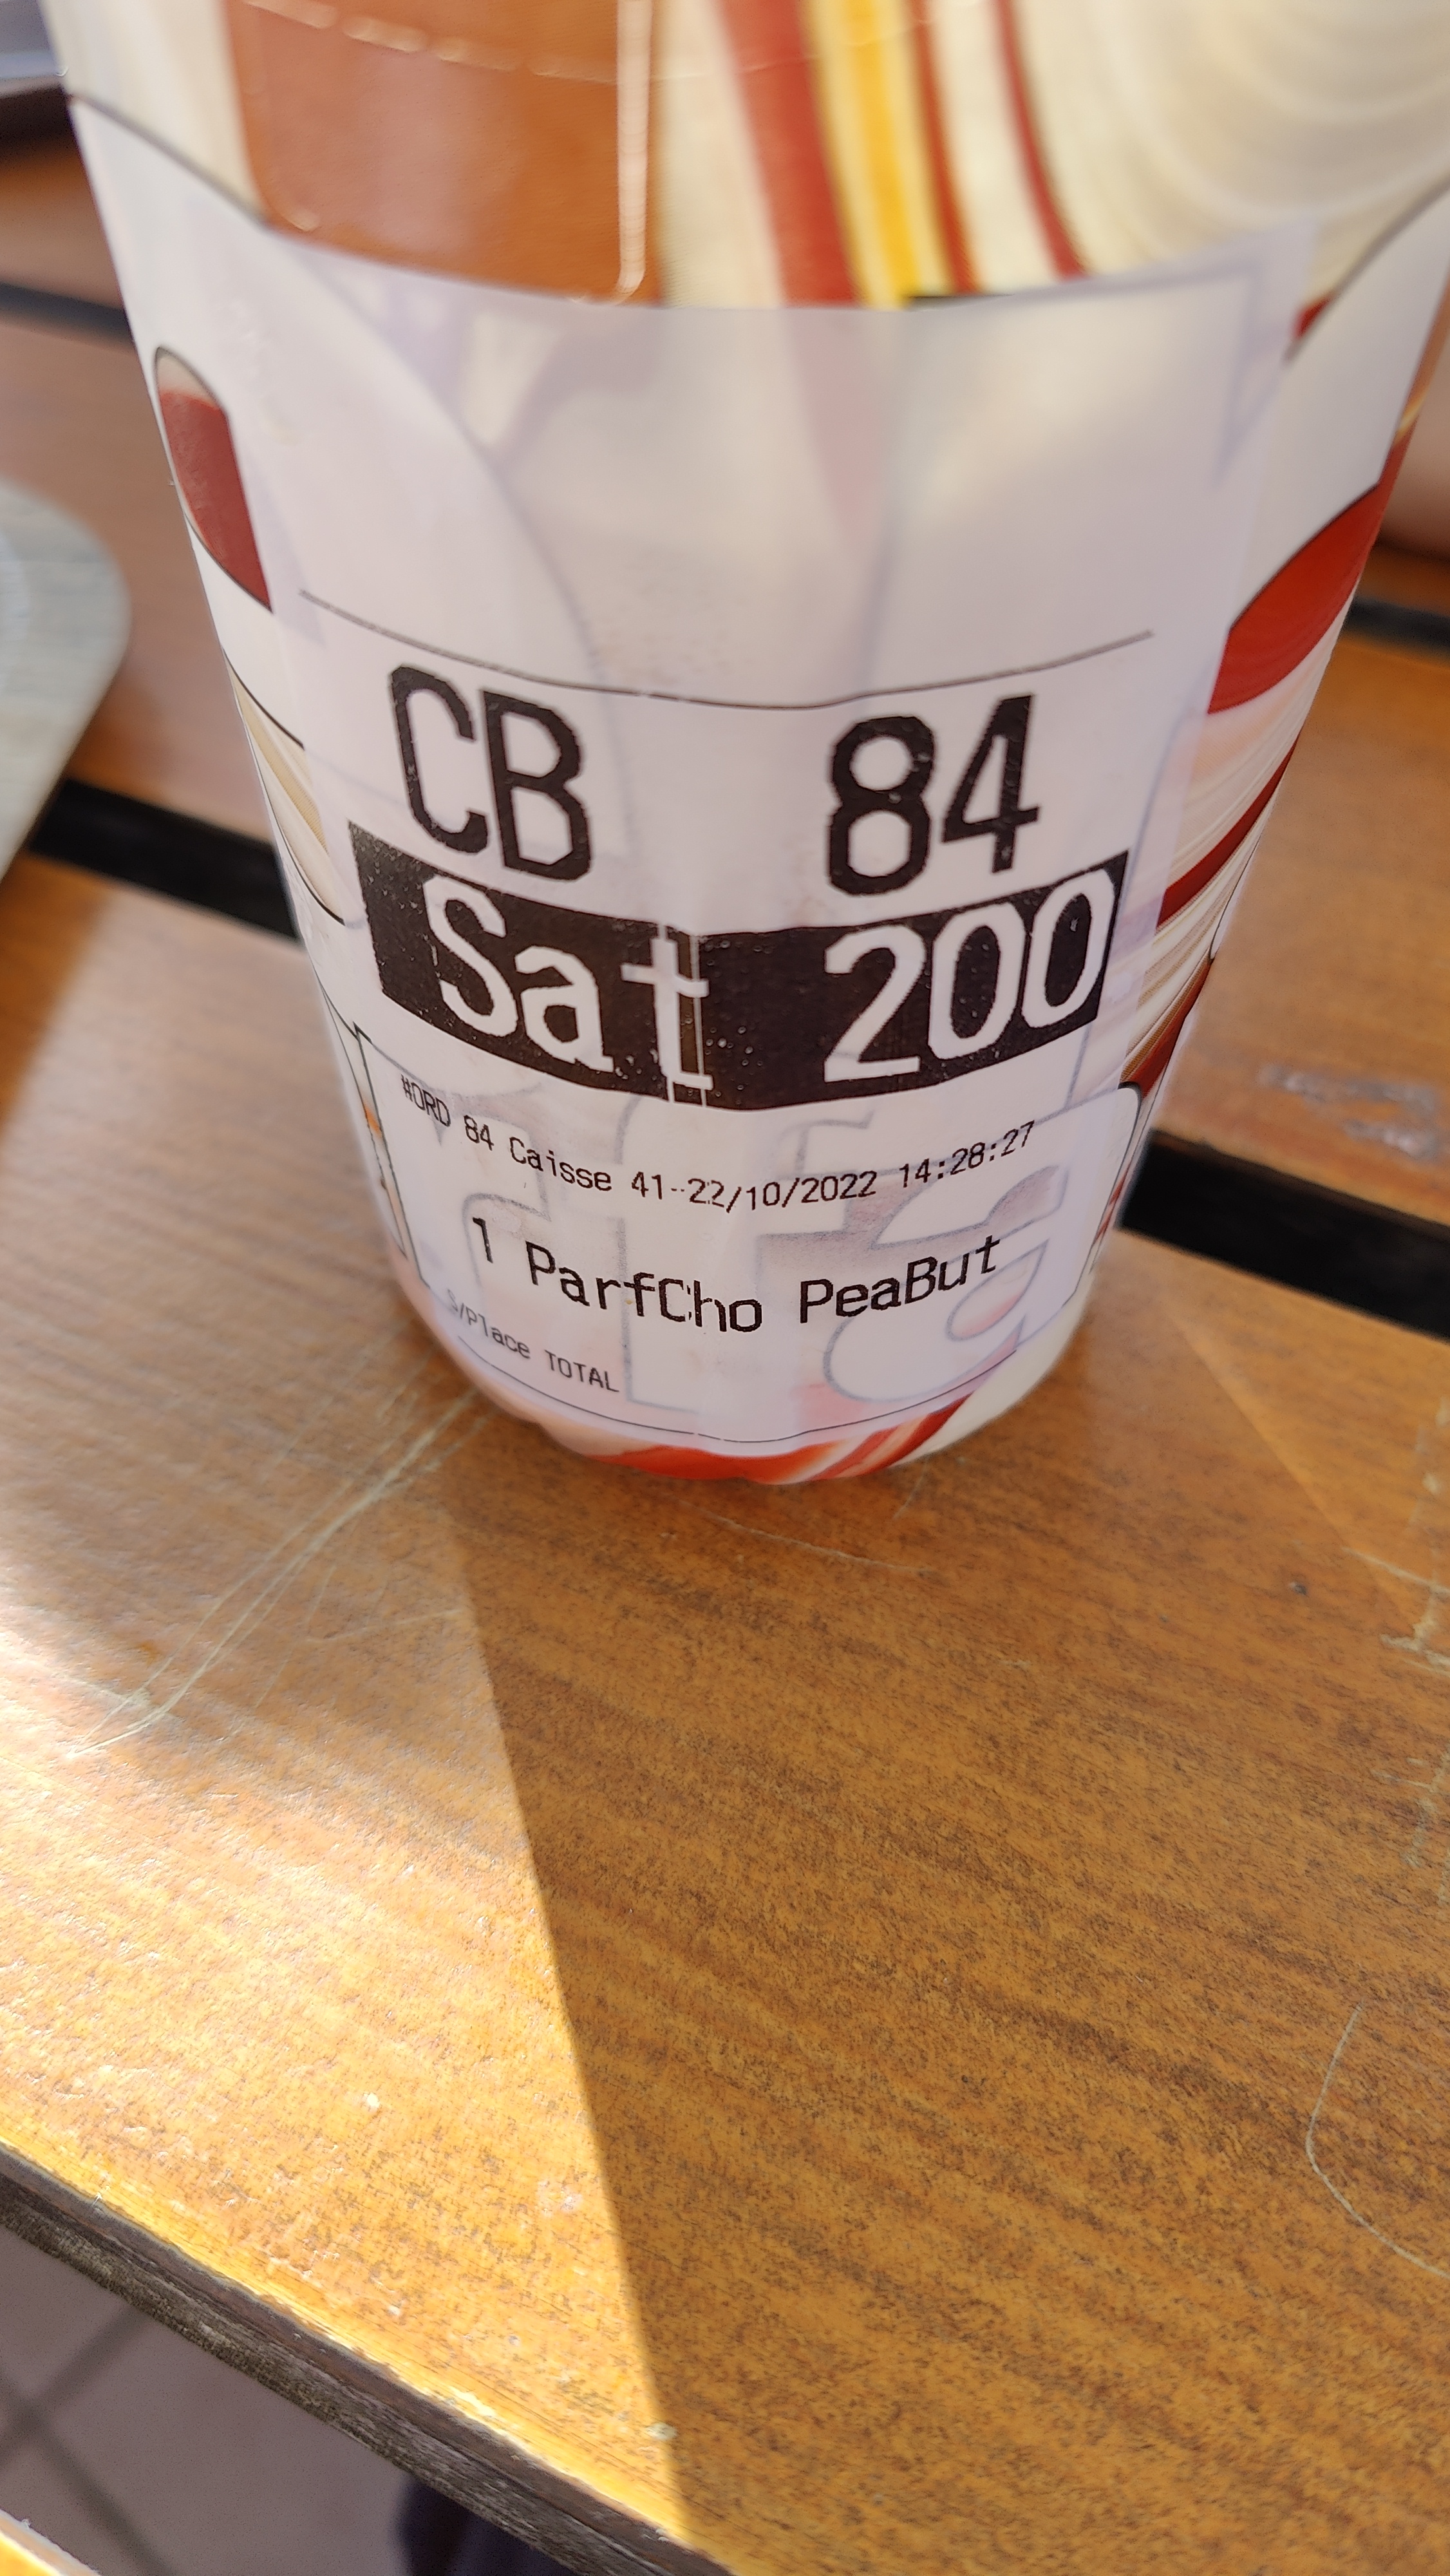 CB 84
Sat 200
#ORD 84 Caisse 41--22/10/2022 14:28:27
1 ParfCho PeaBut
S/Place TOTAL